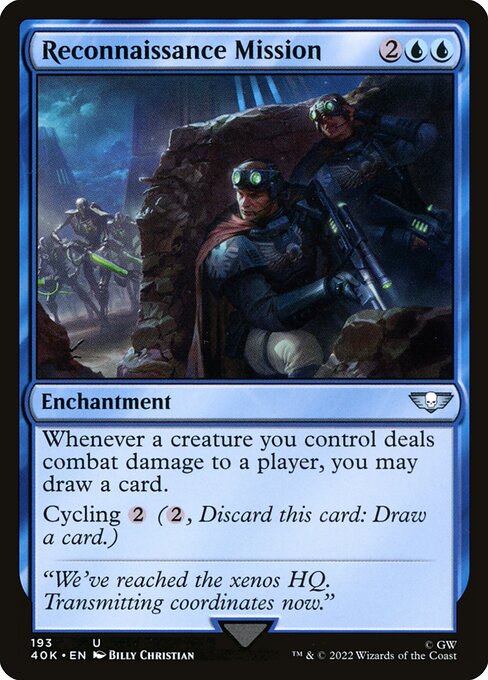 Reconnaissance Mission 2
Enchantment
Whenever a creature you control deals
combat damage to a player, you may
draw a card.
Cycling 2 (2, Discard this card: Draw
a card.)
“We’ve reached the xenos HQ.
Transmitting coordinates now.”
193 U © GW
40K • EN Billy Christian ™ & © 2022 Wizards of the Coast